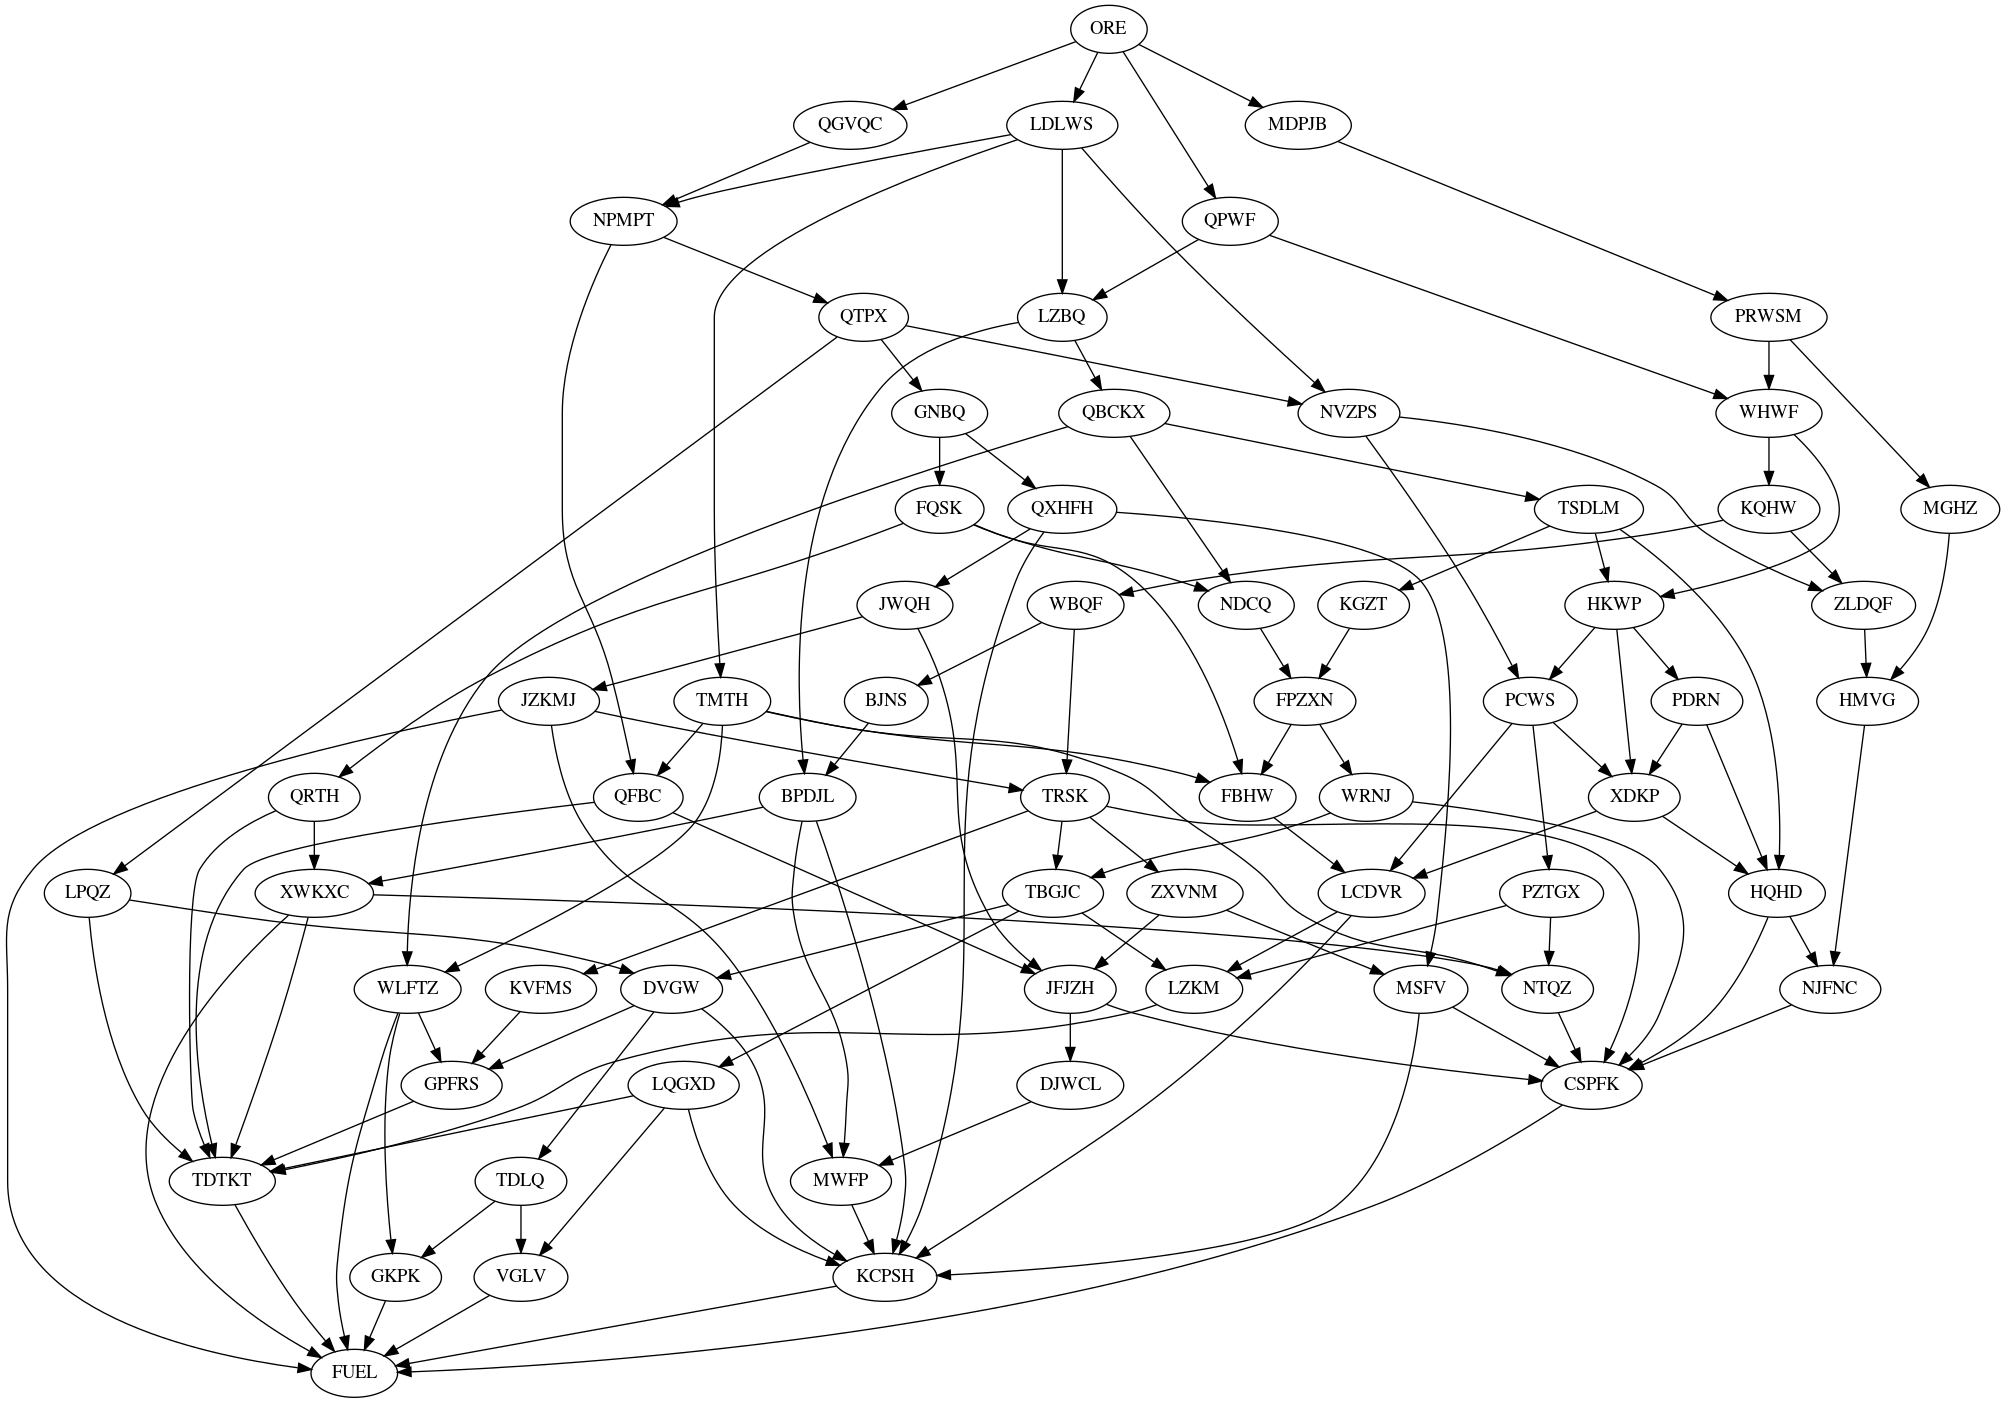 ORE
QGVQC LDLWS MDPJB
NPMPT QPWF
QTPX LZBQ PRWSM
GNBQ QBCKX NVZPS WHWF
FQSK QXHFH TSDLM KQHW MGHZ
JWQH WBQF NDCQ KGZT HKWP ZLDQF
JZKMJ TMTH BJNS FPZXN PCWS PDRN HMVG
QRTH QFBC BPDJL TRSK FBHW WRNJ XDKP
LPQZ XWKXC TBGJC ZXVNM LCDVR PZTGX HQHD
WLFTZ KVFMS DVGW JFJZH LZKM MSFV NTQZ NJFNC
GPFRS LQGXD DJWCL CSPFK
TDTKT TDLQ MWFP
GKPK VGLV KCPSH
FUEL